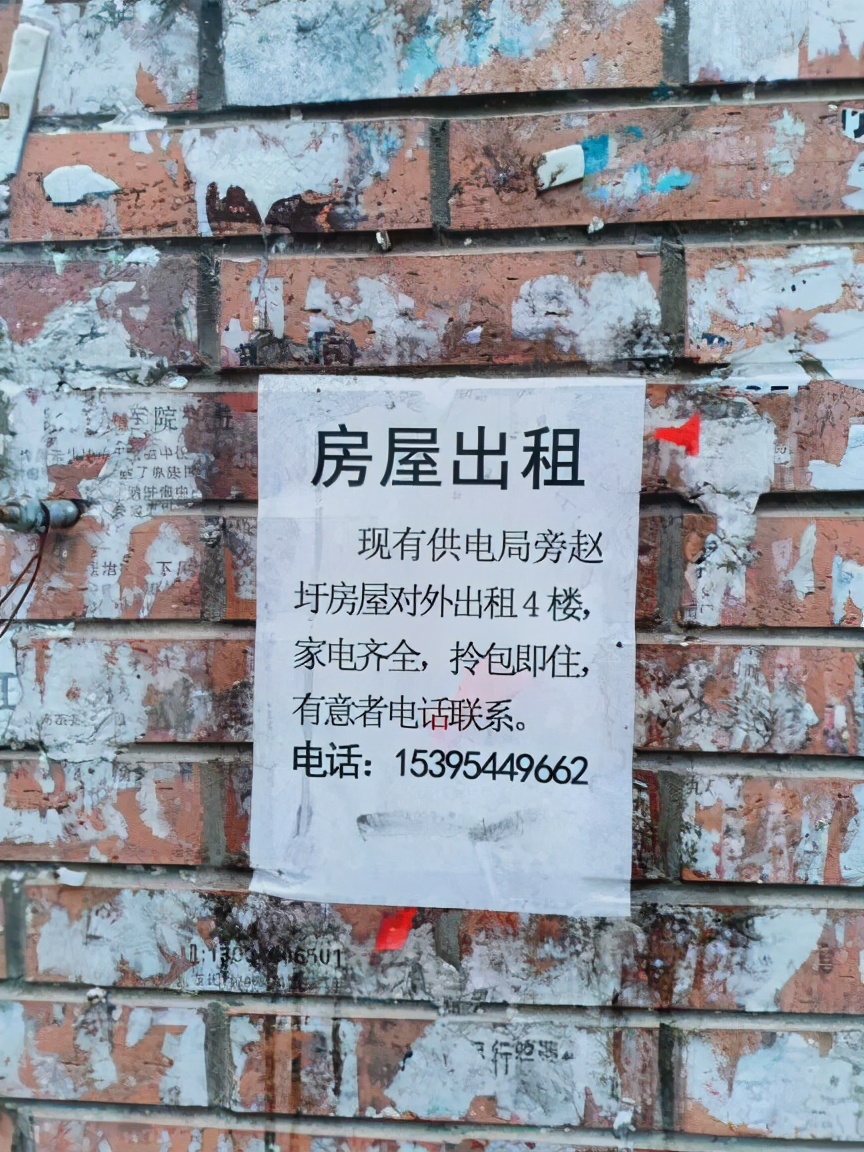 房屋出租
现有供电局旁赵
圩房屋对外出租4楼，
家电齐全，拎包即住，
有意者电话联系。
电话：15395449662
院